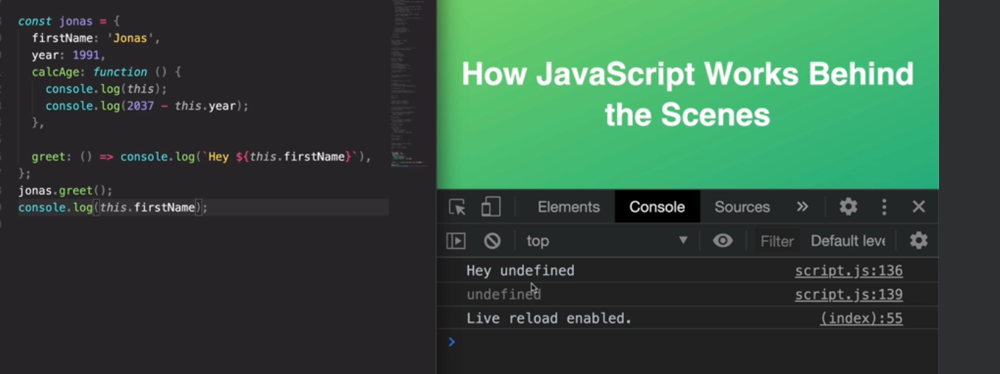 const jonas = {
firstName: 'Jonas',
year: 1991,
calcAge: function () {
console.log(this);
console.log(2037 - this.year);
},
greet: () => console.log(`Hey ${this.firstName}`),
};
jonas.greet();
console.log(this.firstName);
How JavaScript Works Behind
the Scenes
Elements Console Sources »
top Filter Default leve
Hey undefined script.js:136
undefined script.js:139
Live reload enabled. (index):55